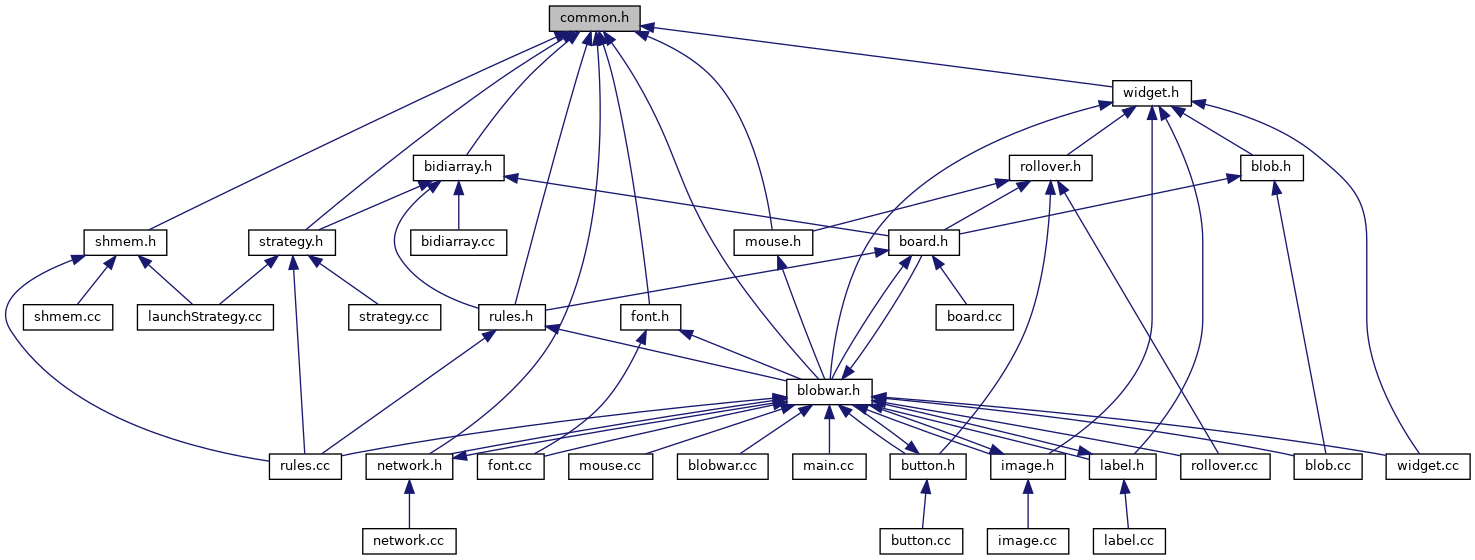 common.h
widget.h
bidiarray.h
rollover.h
blob.h
shmem.h
strategy.h
bidiarray.cc
mouse.h
board.h
shmem.cc
launchStrategy.cc
strategy.cc
rules.h
font.h
board.cc
blobwar.h
rules.cc
network.h
font.cc
mouse.cc
blobwar.cc
main.cc
button.h
image.h
label.h
rollover.cc
blob.cc
widget.cc
network.cc
button.cc
image.cc
label.cc